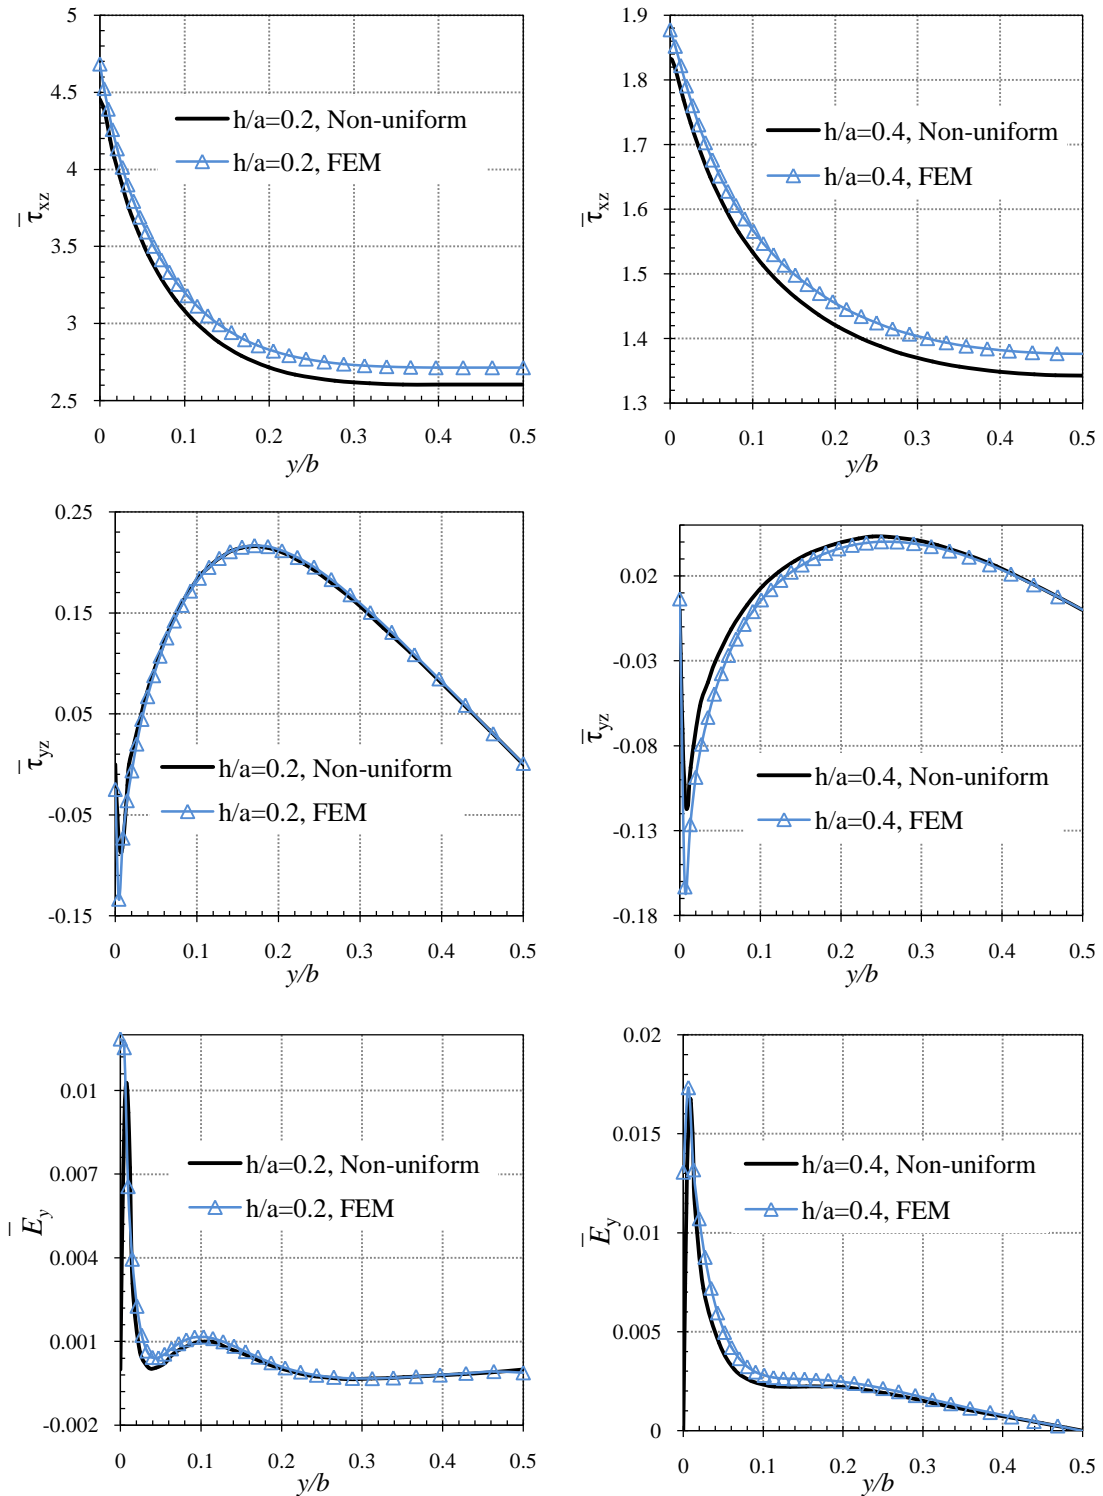 5
4.5
4
3.5
3
2.5
τ̅xz
h/a=0.2, Non-uniform
h/a=0.2, FEM
0 0.1 0.2 0.3 0.4 0.5
y/b
1.9
1.8
1.7
1.6
1.5
1.4
1.3
τ̅xz
h/a=0.4, Non-uniform
h/a=0.4, FEM
0 0.1 0.2 0.3 0.4 0.5
y/b
0.25
0.15
0.05
-0.05
-0.15
τ̅yz
h/a=0.2, Non-uniform
h/a=0.2, FEM
0 0.1 0.2 0.3 0.4 0.5
y/b
0.02
-0.03
-0.08
-0.13
-0.18
τ̅yz
h/a=0.4, Non-uniform
h/a=0.4, FEM
0 0.1 0.2 0.3 0.4 0.5
y/b
0.01
0.007
0.004
0.001
-0.002
E̅y
h/a=0.2, Non-uniform
h/a=0.2, FEM
0 0.1 0.2 0.3 0.4 0.5
y/b
0.02
0.015
0.01
0.005
0
E̅y
h/a=0.4, Non-uniform
h/a=0.4, FEM
0 0.1 0.2 0.3 0.4 0.5
y/b